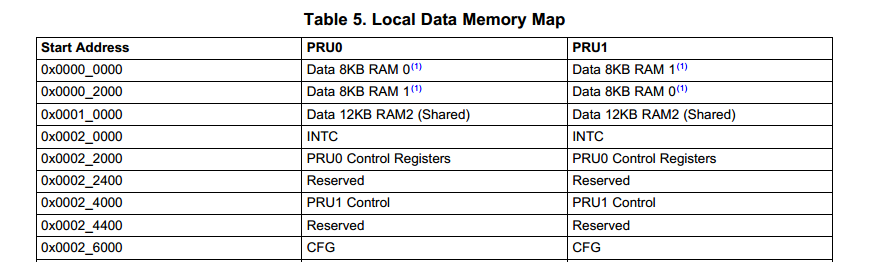 Table 5. Local Data Memory Map
Start Address PRU0 PRU1
0x0000_0000 Data 8KB RAM 0(1) Data 8KB RAM 1(1)
0x0000_2000 Data 8KB RAM 1(1) Data 8KB RAM 0(1)
0x0001_0000 Data 12KB RAM2 (Shared) Data 12KB RAM2 (Shared)
0x0002_0000 INTC INTC
0x0002_2000 PRU0 Control Registers PRU0 Control Registers
0x0002_2400 Reserved Reserved
0x0002_4000 PRU1 Control PRU1 Control
0x0002_4400 Reserved Reserved
0x0002_6000 CFG CFG